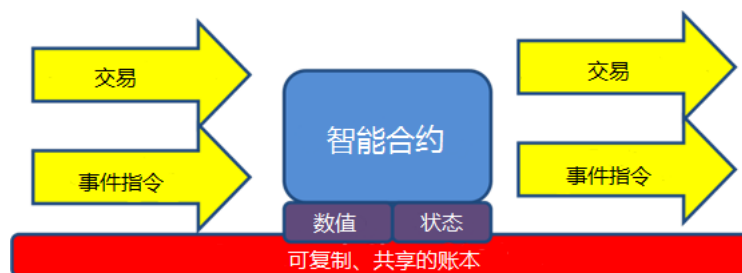 交易
事件指令
智能合约
数值
状态
交易
事件指令
可复制、共享的账本